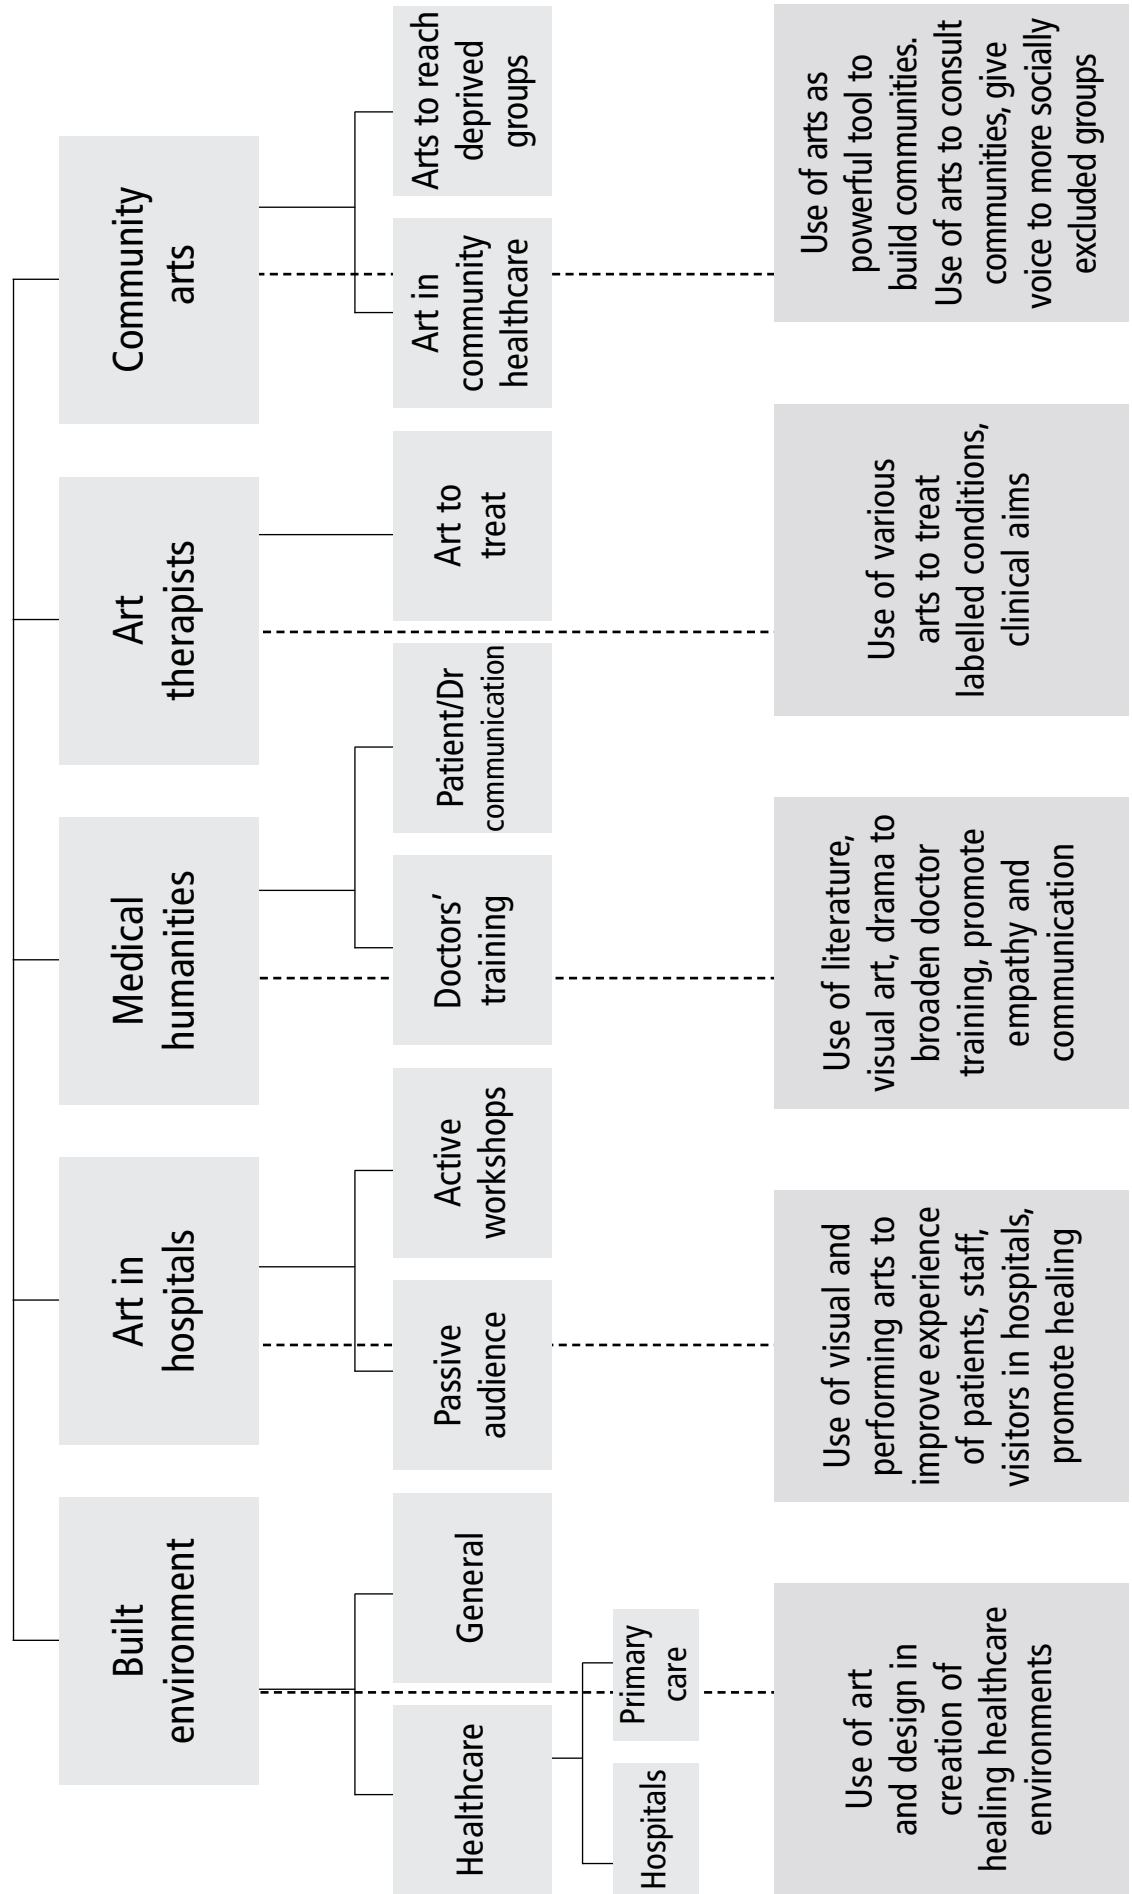 Built
environment
Art in
hospitals
Medical
humanities
Art
therapists
Community
arts
Healthcare
General
Passive
audience
Active
workshops
Doctors’
training
Patient/Dr
communication
Art to
treat
Art in
community
healthcare
Arts to reach
deprived
groups
Hospitals
Primary
care
Use of art
and design in
creation of
healing healthcare
environments
Use of visual and
performing arts to
improve experience
of patients, staff,
visitors in hospitals,
promote healing
Use of literature,
visual art, drama to
broaden doctor
training, promote
empathy and
communication
Use of various
arts to treat
labelled conditions,
clinical aims
Use of arts as
powerful tool to
build communities.
Use of arts to consult
communities, give
voice to more socially
excluded groups